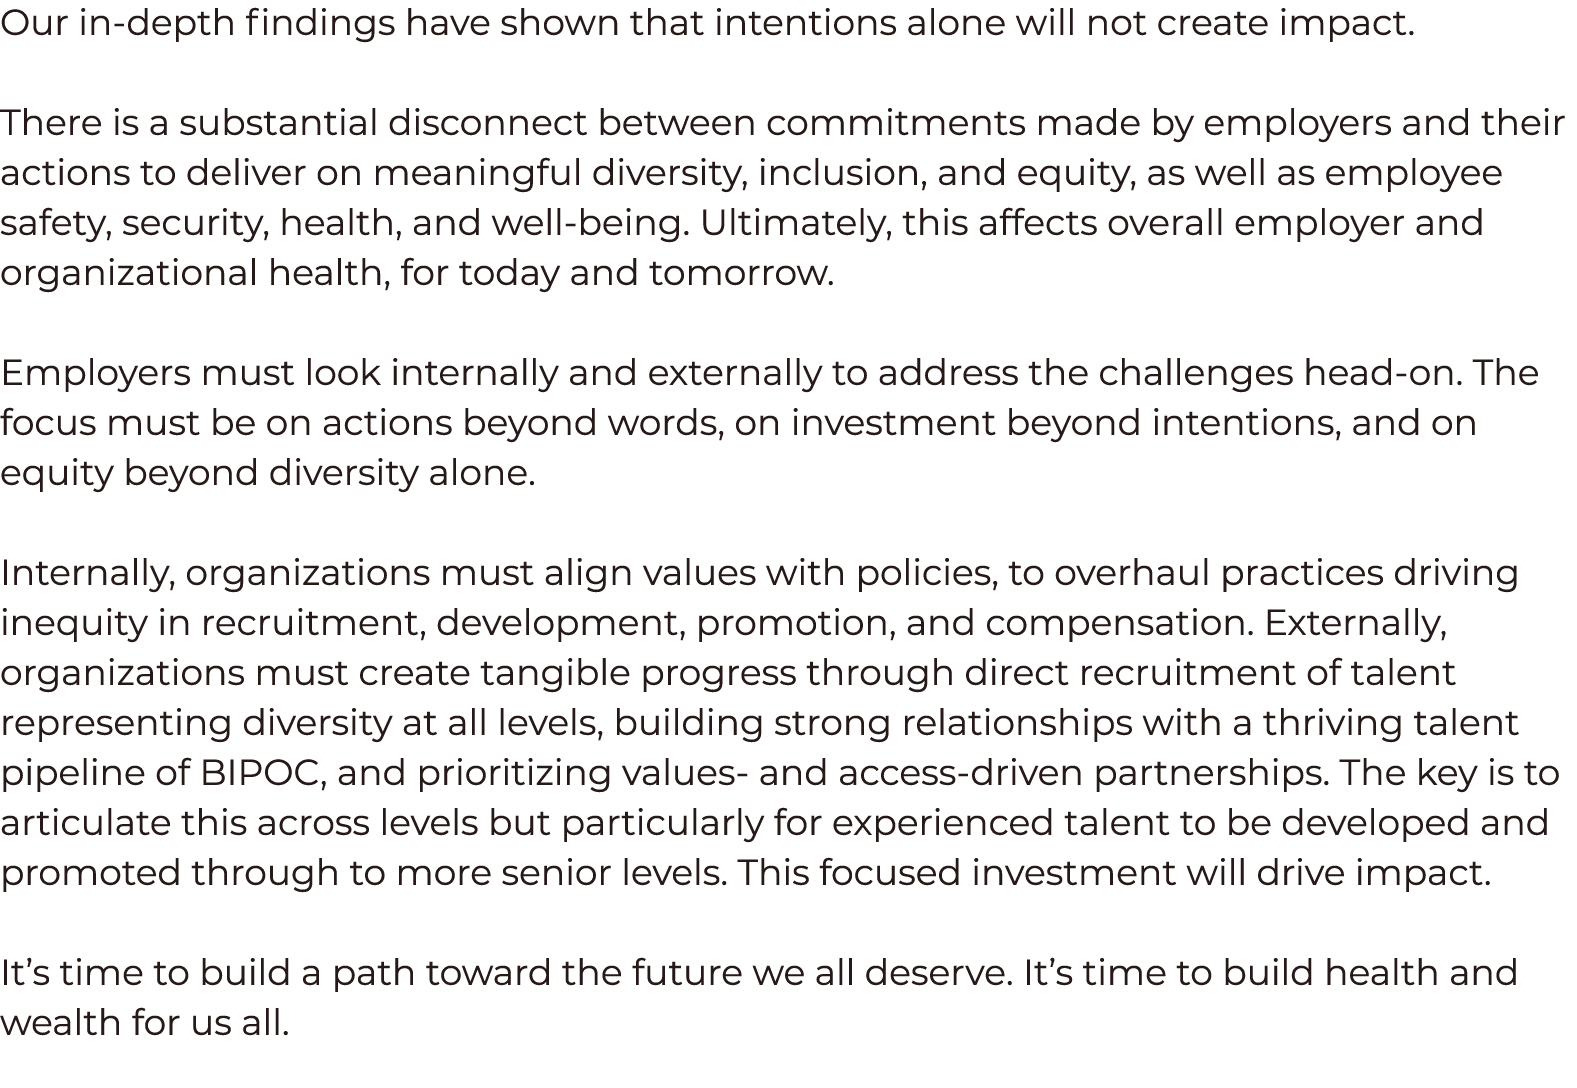 Our in-depth findings have shown that intentions alone will not create impact.
There is a substantial disconnect between commitments made by employers and their
actions to deliver on meaningful diversity, inclusion, and equity, as well as employee
safety, security, health, and well-being. Ultimately, this affects overall employer and
organizational health, for today and tomorrow.
Employers must look internally and externally to address the challenges head-on. The
focus must be on actions beyond words, on investment beyond intentions, and on
equity beyond diversity alone.
Internally, organizations must align values with policies, to overhaul practices driving
inequity in recruitment, development, promotion, and compensation. Externally,
organizations must create tangible progress through direct recruitment of talent
representing diversity at all levels, building strong relationships with a thriving talent
pipeline of BIPOC, and prioritizing values- and access-driven partnerships. The key is to
articulate this across levels but particularly for experienced talent to be developed and
promoted through to more senior levels. This focused investment will drive impact.
It’s time to build a path toward the future we all deserve. It’s time to build health and
wealth for us all.